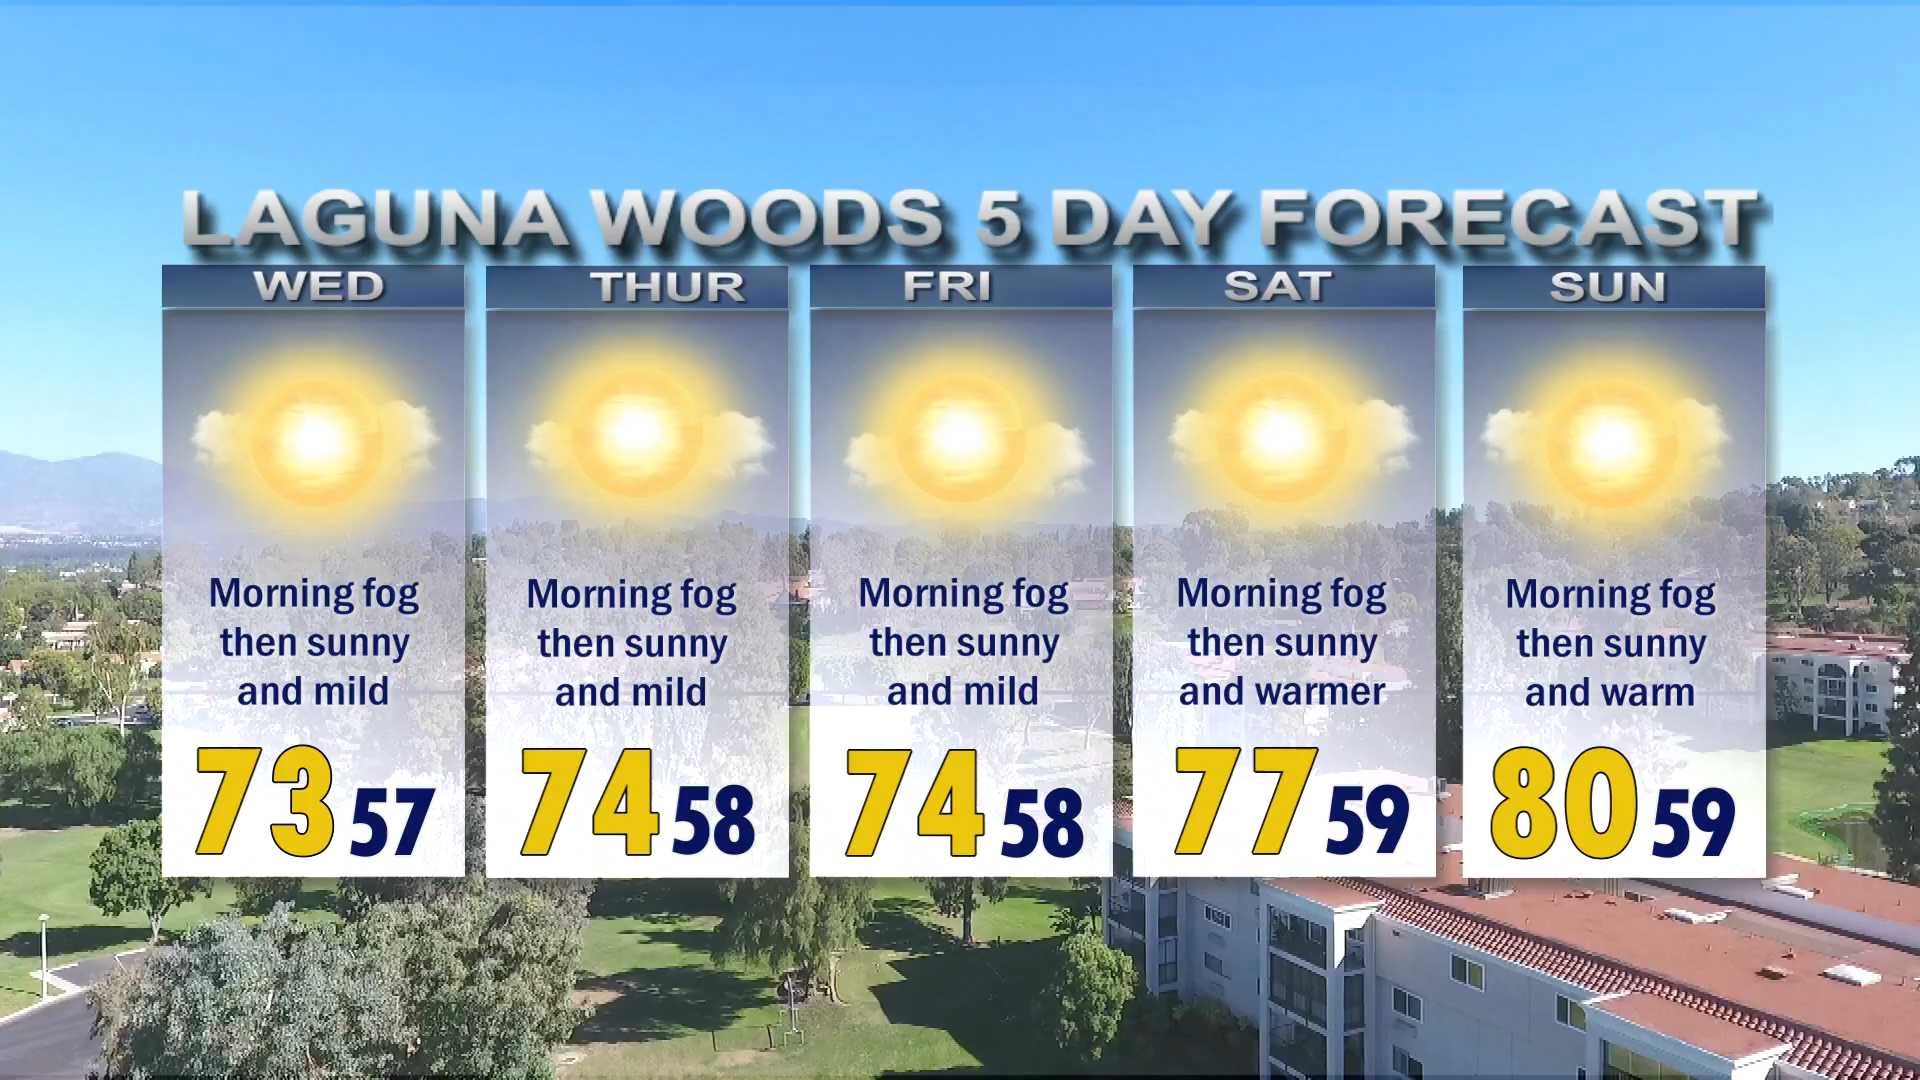 LAGUNA WOODS 5 DAY FORECAST
WED
Morning fog
then sunny
and mild
73 57
THUR
Morning fog
then sunny
and mild
74 58
FRI
Morning fog
then sunny
and mild
74 58
SAT
Morning fog
then sunny
and warmer
77 59
SUN
Morning fog
then sunny
and warm
80 59